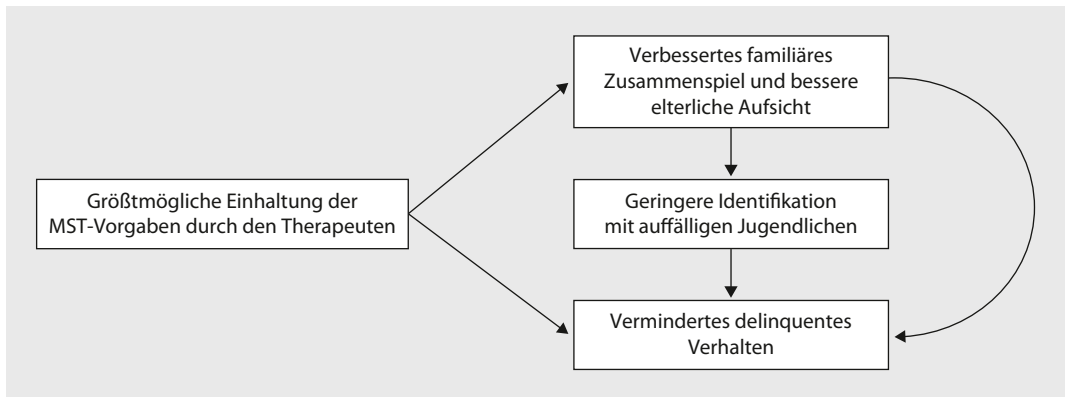 Verbessertes familiäres
Zusammenspiel und bessere
elterliche Aufsicht
Größtmögliche Einhaltung der
MST-Vorgaben durch den Therapeuten
Geringere Identifikation
mit auffälligen Jugendlichen
Vermindertes delinquentes
Verhalten